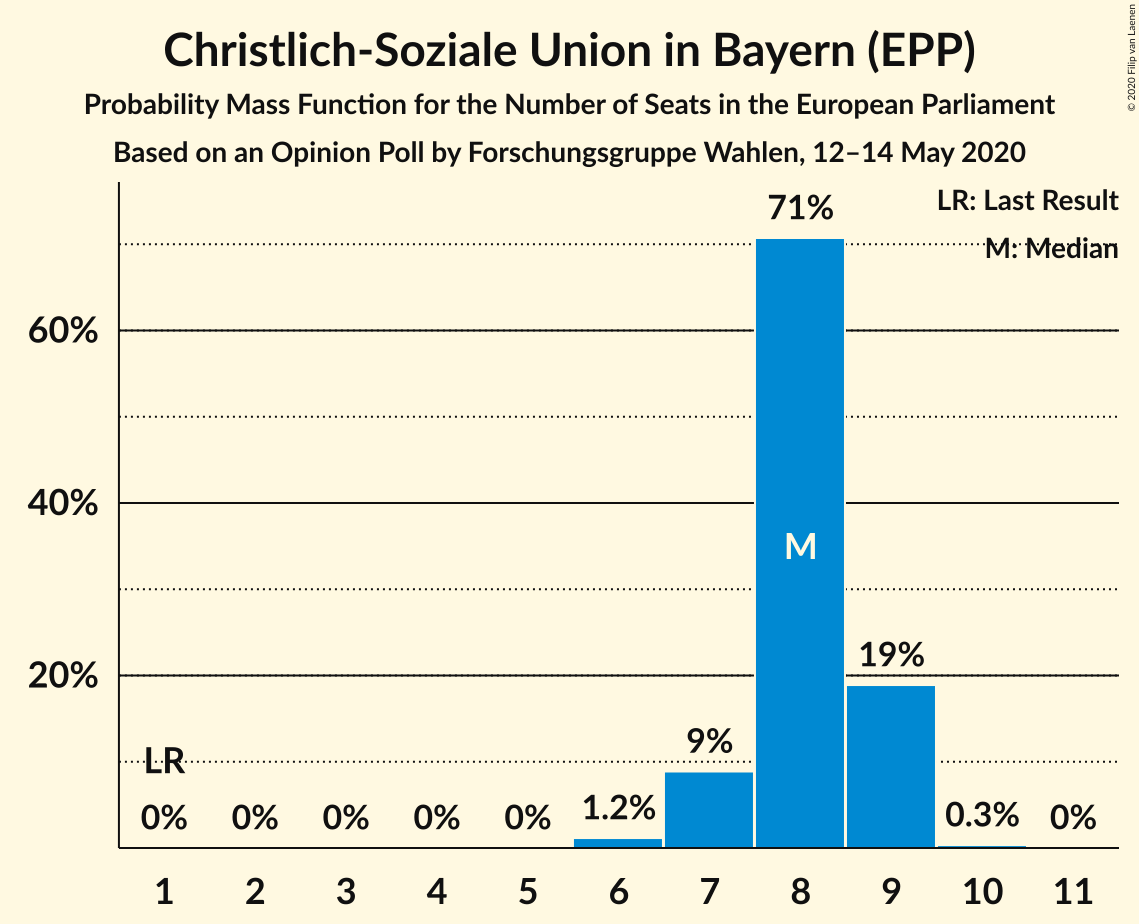 Christlich-Soziale Union in Bayern (EPP)
Probability Mass Function for the Number of Seats in the European Parliament
Based on an Opinion Poll by Forschungsgruppe Wahlen, 12–14 May 2020
© 2020 Filip van Laenen
LR: Last Result
M: Median
71%
60%
40%
M
20%
19%
9%
LR
0% 0% 0% 0% 0% 1.2% 0.3% 0%
1 2 3 4 5 6 7 8 9 10 11